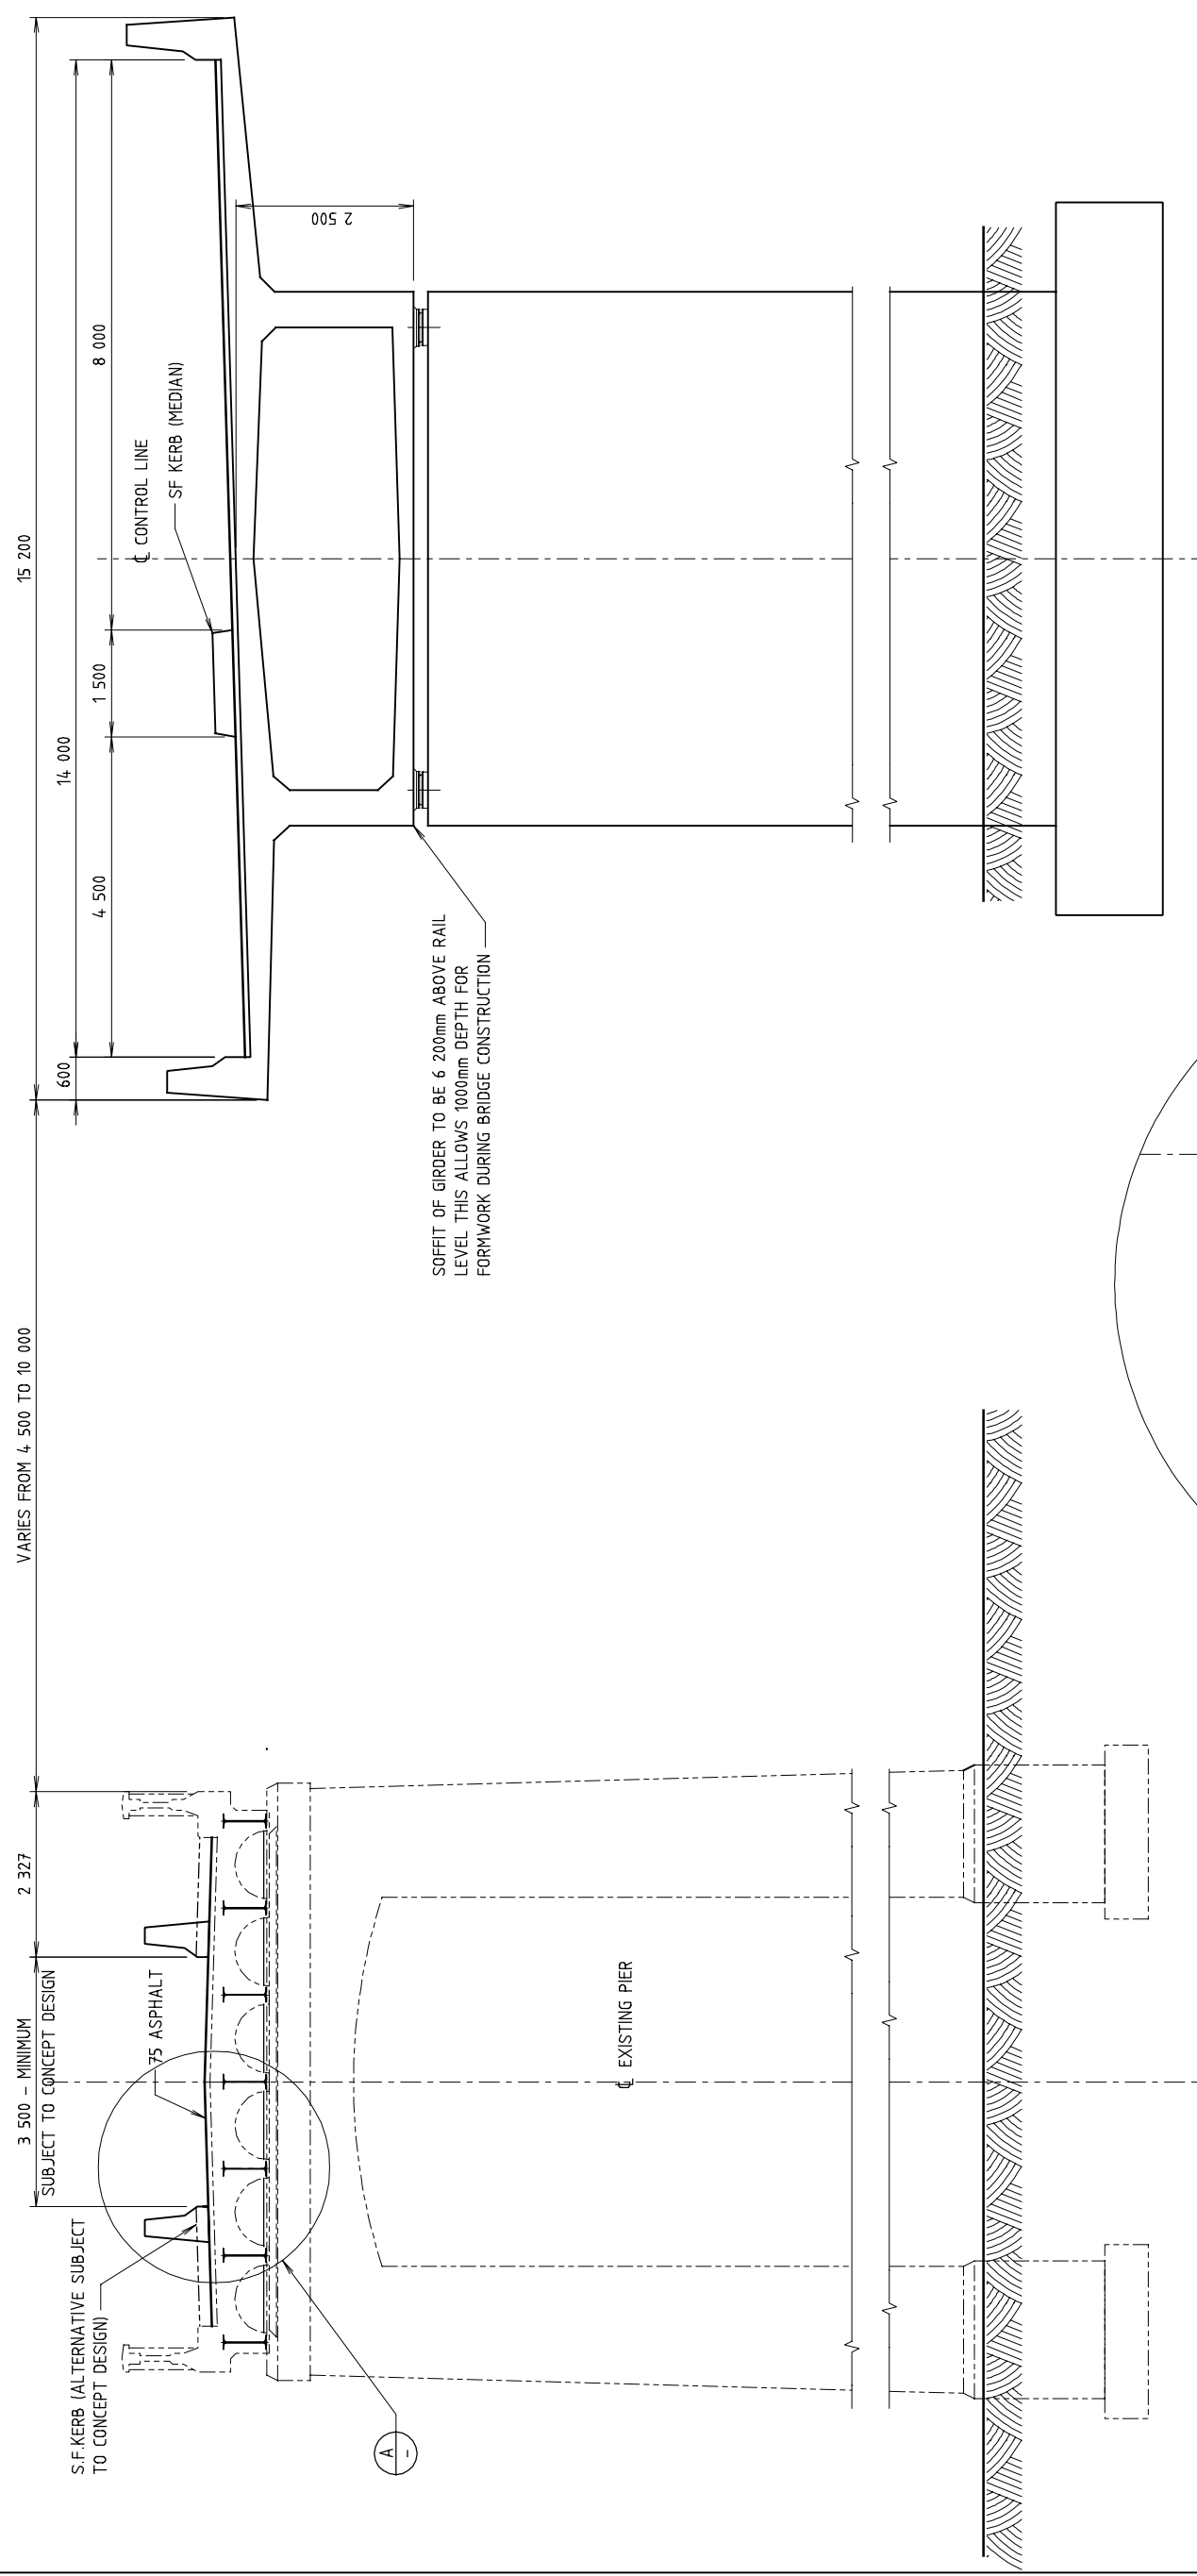 3 500 - MINIMUM
SUBJECT TO CONCEPT DESIGN
2 327
VARIES FROM 4 500 TO 10 000
15 200
600
14 000
4 500
1 500
8 000
S.F.KERB (ALTERNATIVE SUBJECT
TO CONCEPT DESIGN)
75 ASPHALT
℄ CONTROL LINE
SF KERB (MEDIAN)
2 500
A
-
℄ EXISTING PIER
SOFFIT OF GIRDER TO BE 6 200mm ABOVE RAIL
LEVEL THIS ALLOWS 1000mm DEPTH FOR
FORMWORK DURING BRIDGE CONSTRUCTION